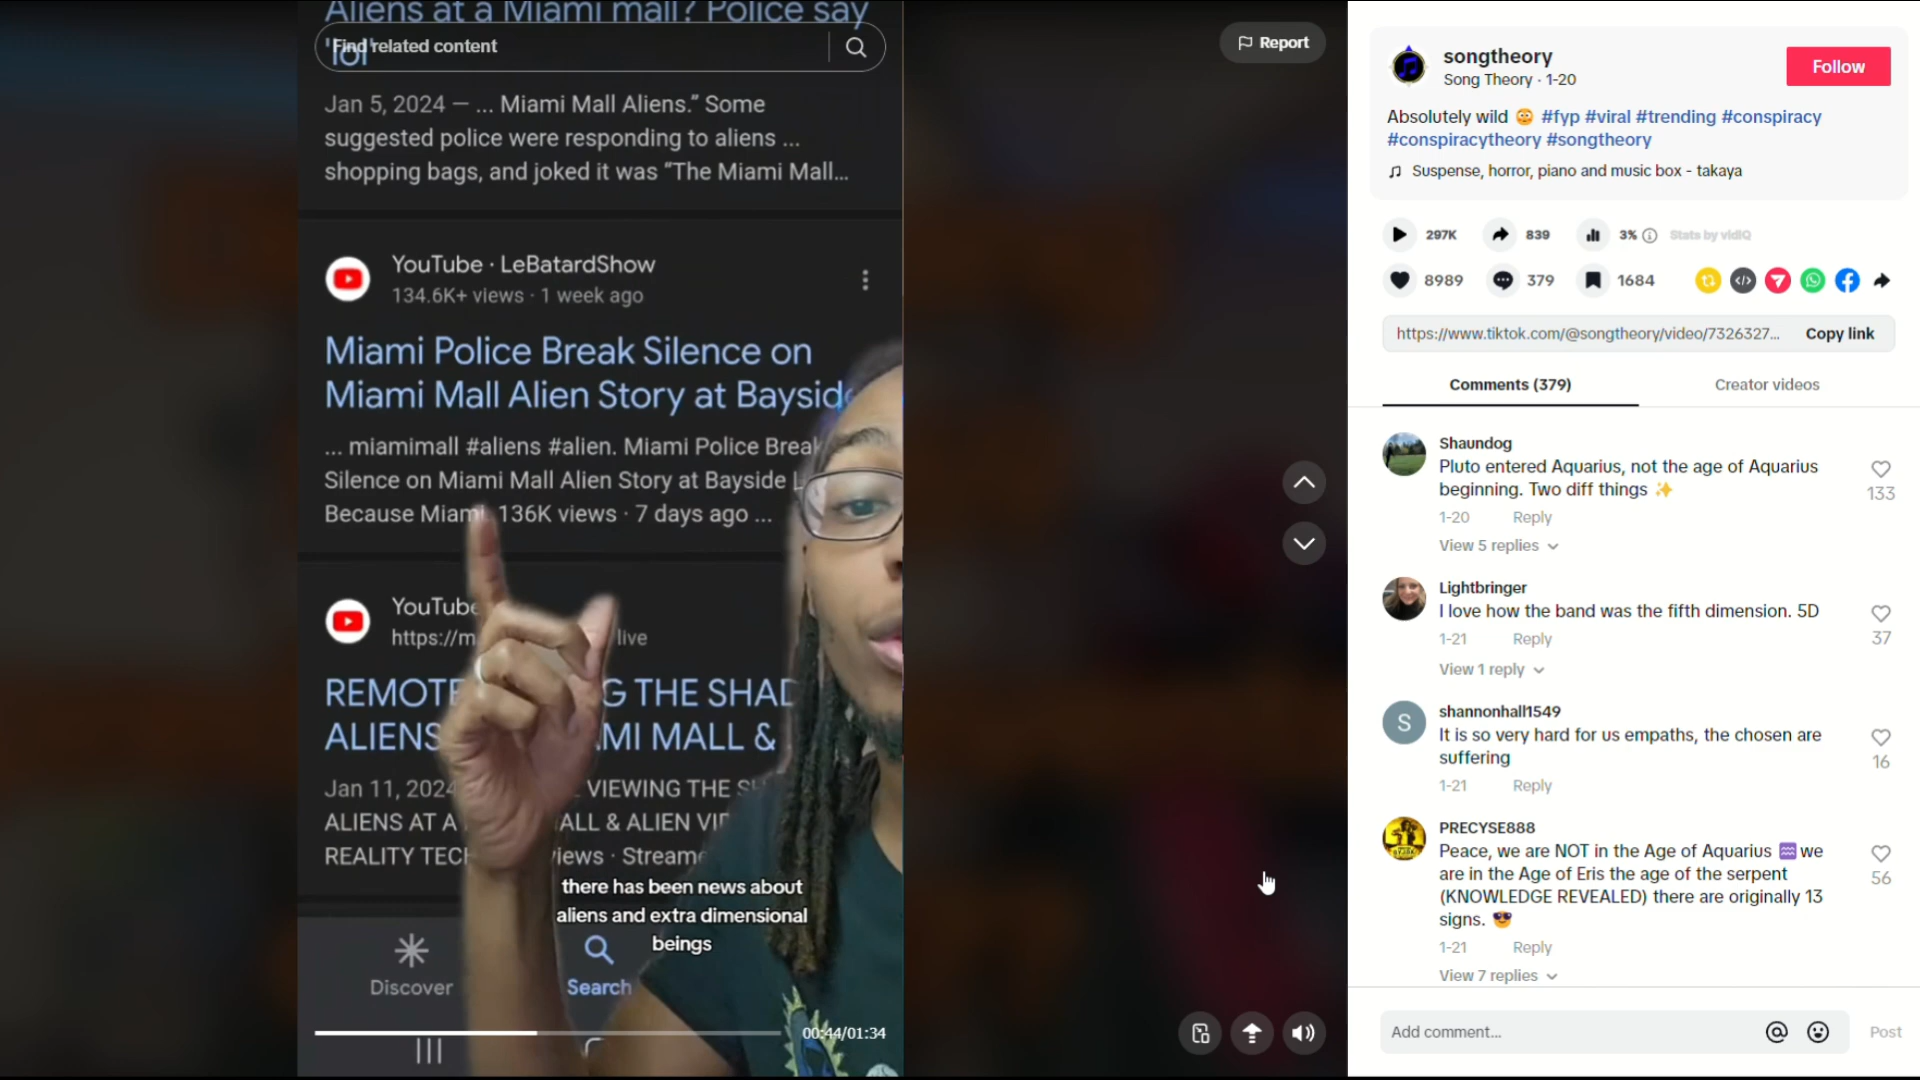 Aliens at a Miami mall? Police say
'lol'
Find related content
Jan 5, 2024 — ... Miami Mall Aliens." Some
suggested police were responding to aliens ...
shopping bags, and joked it was "The Miami Mall...
YouTube · LeBatardShow
134.6K+ views · 1 week ago
Miami Police Break Silence on
Miami Mall Alien Story at Bayside
... miamimall #aliens #alien. Miami Police Break
Silence on Miami Mall Alien Story at Bayside L
Because Miami. 136K views · 7 days ago ...
YouTube
https://m live
REMOTE G THE SHAD
ALIENS MI MALL &
Jan 11, 2024 VIEWING THE SH
ALIENS AT A ALL & ALIEN VI
REALITY TECH views · Streame
there has been news about
aliens and extra dimensional
beings
Discover
Search
00:44/01:34
Report
songtheory
Song Theory · 1-20
Follow
Absolutely wild 😳 #fyp #viral #trending #conspiracy
#conspiracytheory #songtheory
Suspense, horror, piano and music box - takaya
297K 839 3% Stats by vidIQ
8989 379 1684
https://www.tiktok.com/@songtheory/video/7326327... Copy link
Comments (379) Creator videos
Shaundog
Pluto entered Aquarius, not the age of Aquarius
beginning. Two diff things ✨
133
1-20 Reply
View 5 replies
Lightbringer
I love how the band was the fifth dimension. 5D
37
1-21 Reply
View 1 reply
S
shannonhall1549
It is so very hard for us empaths, the chosen are
suffering
16
1-21 Reply
PRECYSE888
Peace, we are NOT in the Age of Aquarius ♒ we
are in the Age of Eris the age of the serpent
(KNOWLEDGE REVEALED) there are originally 13
signs. 😎
56
1-21 Reply
View 7 replies
Add comment... Post